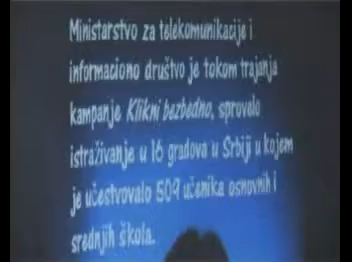 Ministarstvo za telekomunikacije i
informaciono društvo je tokom trajanja
kampanje Klikni bezbedno, sprovelo
istraživanje u 16 gradova u Srbiji u kojem
je učestvovalo 509 učenika osnovnih i
srednjih škola.